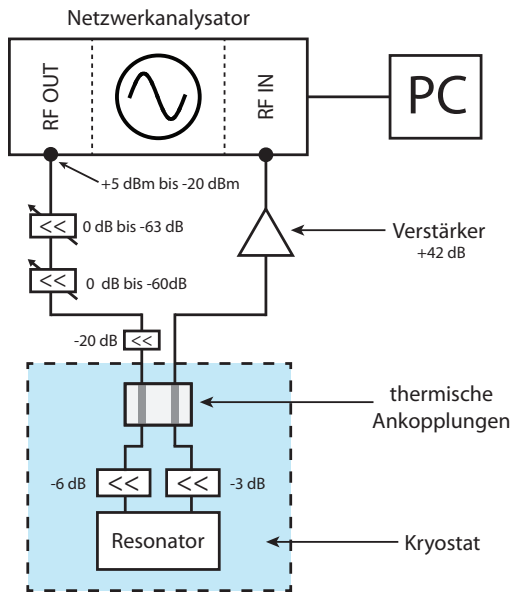 Netzwerkanalysator
RF OUT
RF IN
PC
+5 dBm bis -20 dBm
<<
0 dB bis -63 dB
Verstärker
+42 dB
<<
0 dB bis -60dB
-20 dB
<<
thermische
Ankopplungen
-6 dB
<<
<<
-3 dB
Resonator
Kryostat